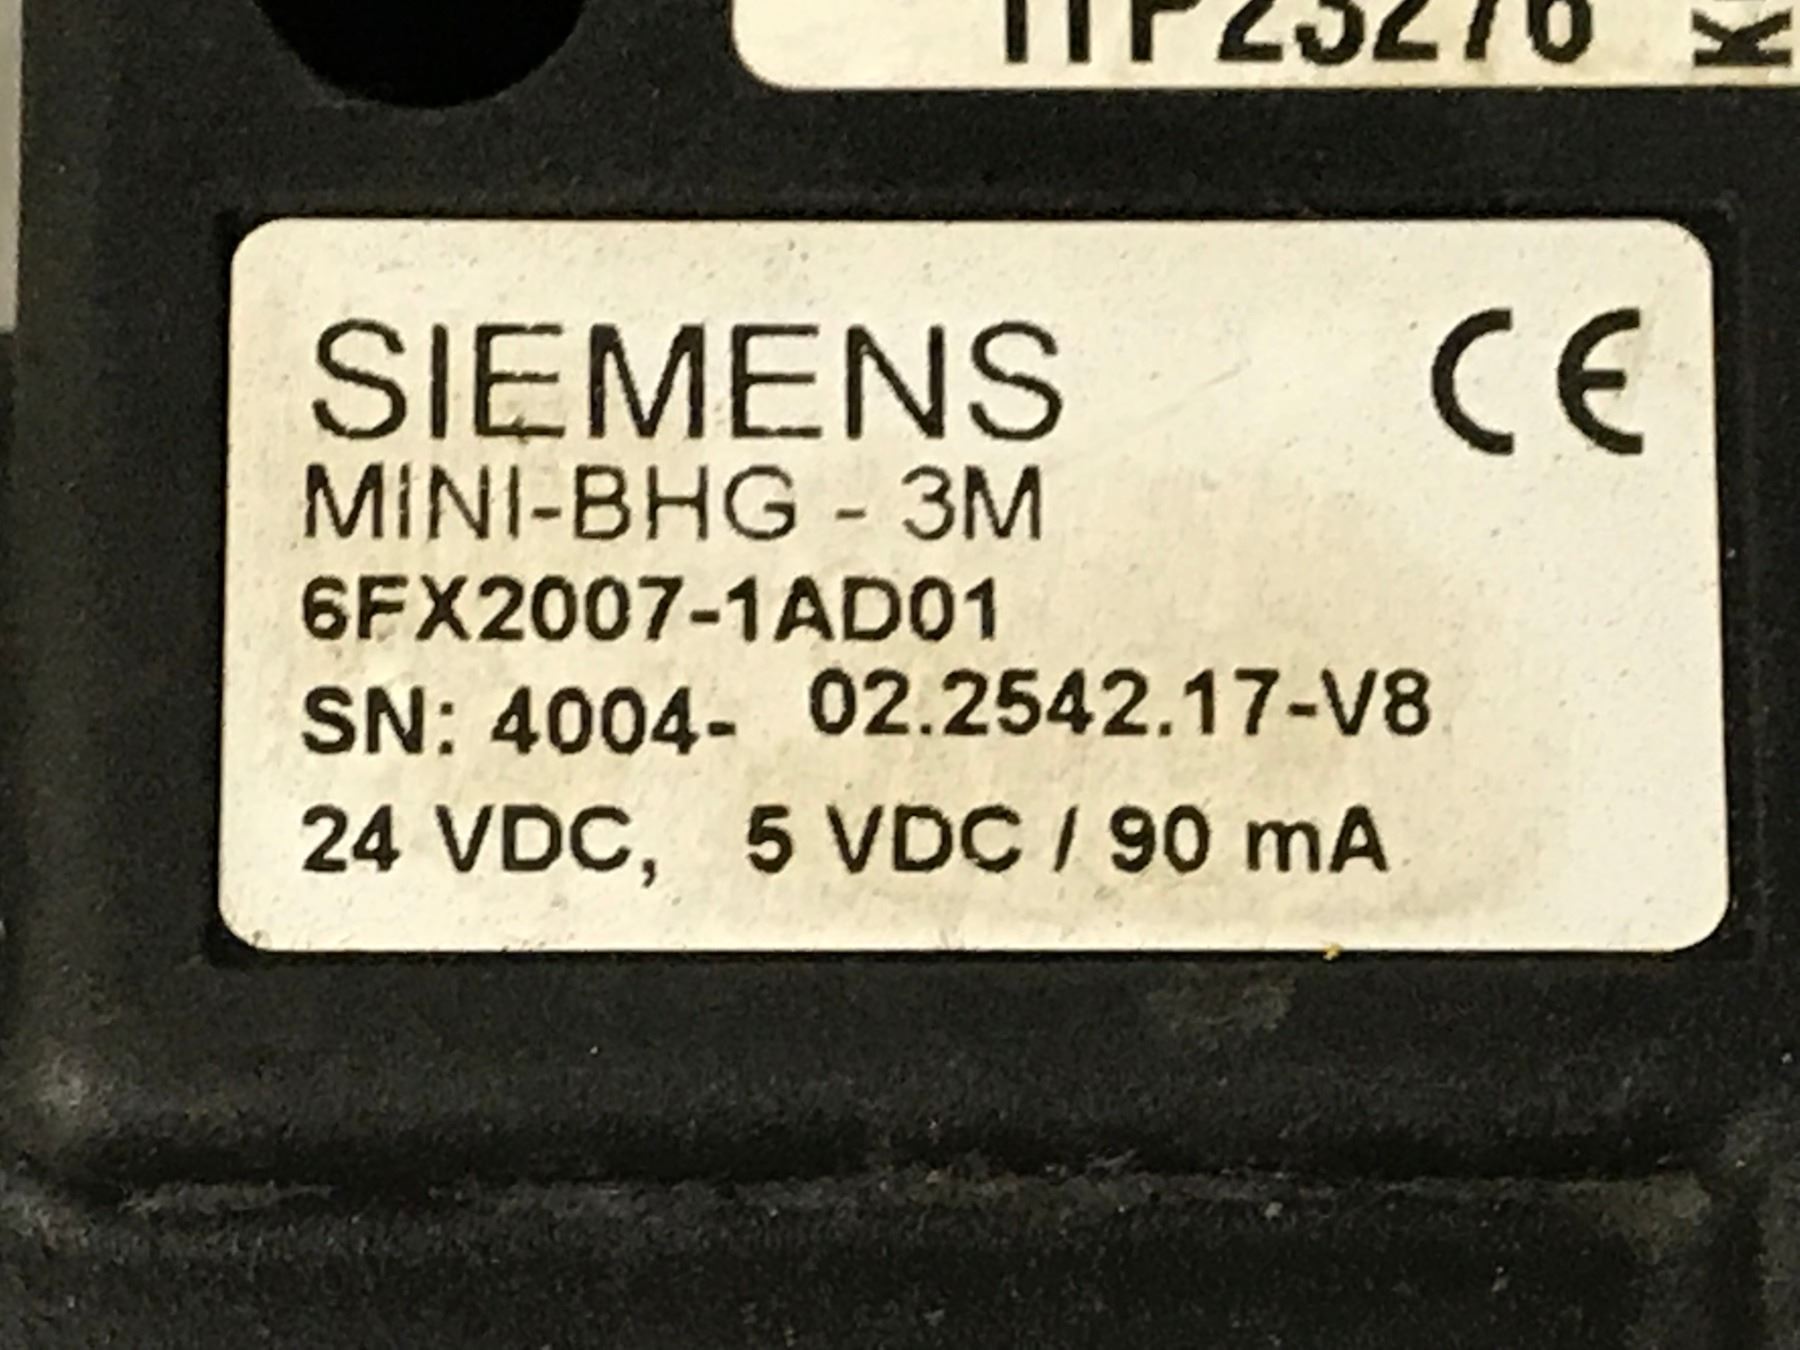 SIEMENS CE
MINI-BHG - 3M
6FX2007-1AD01
SN: 4004- 02.2542.17-V8
24 VDC, 5 VDC / 90 mA